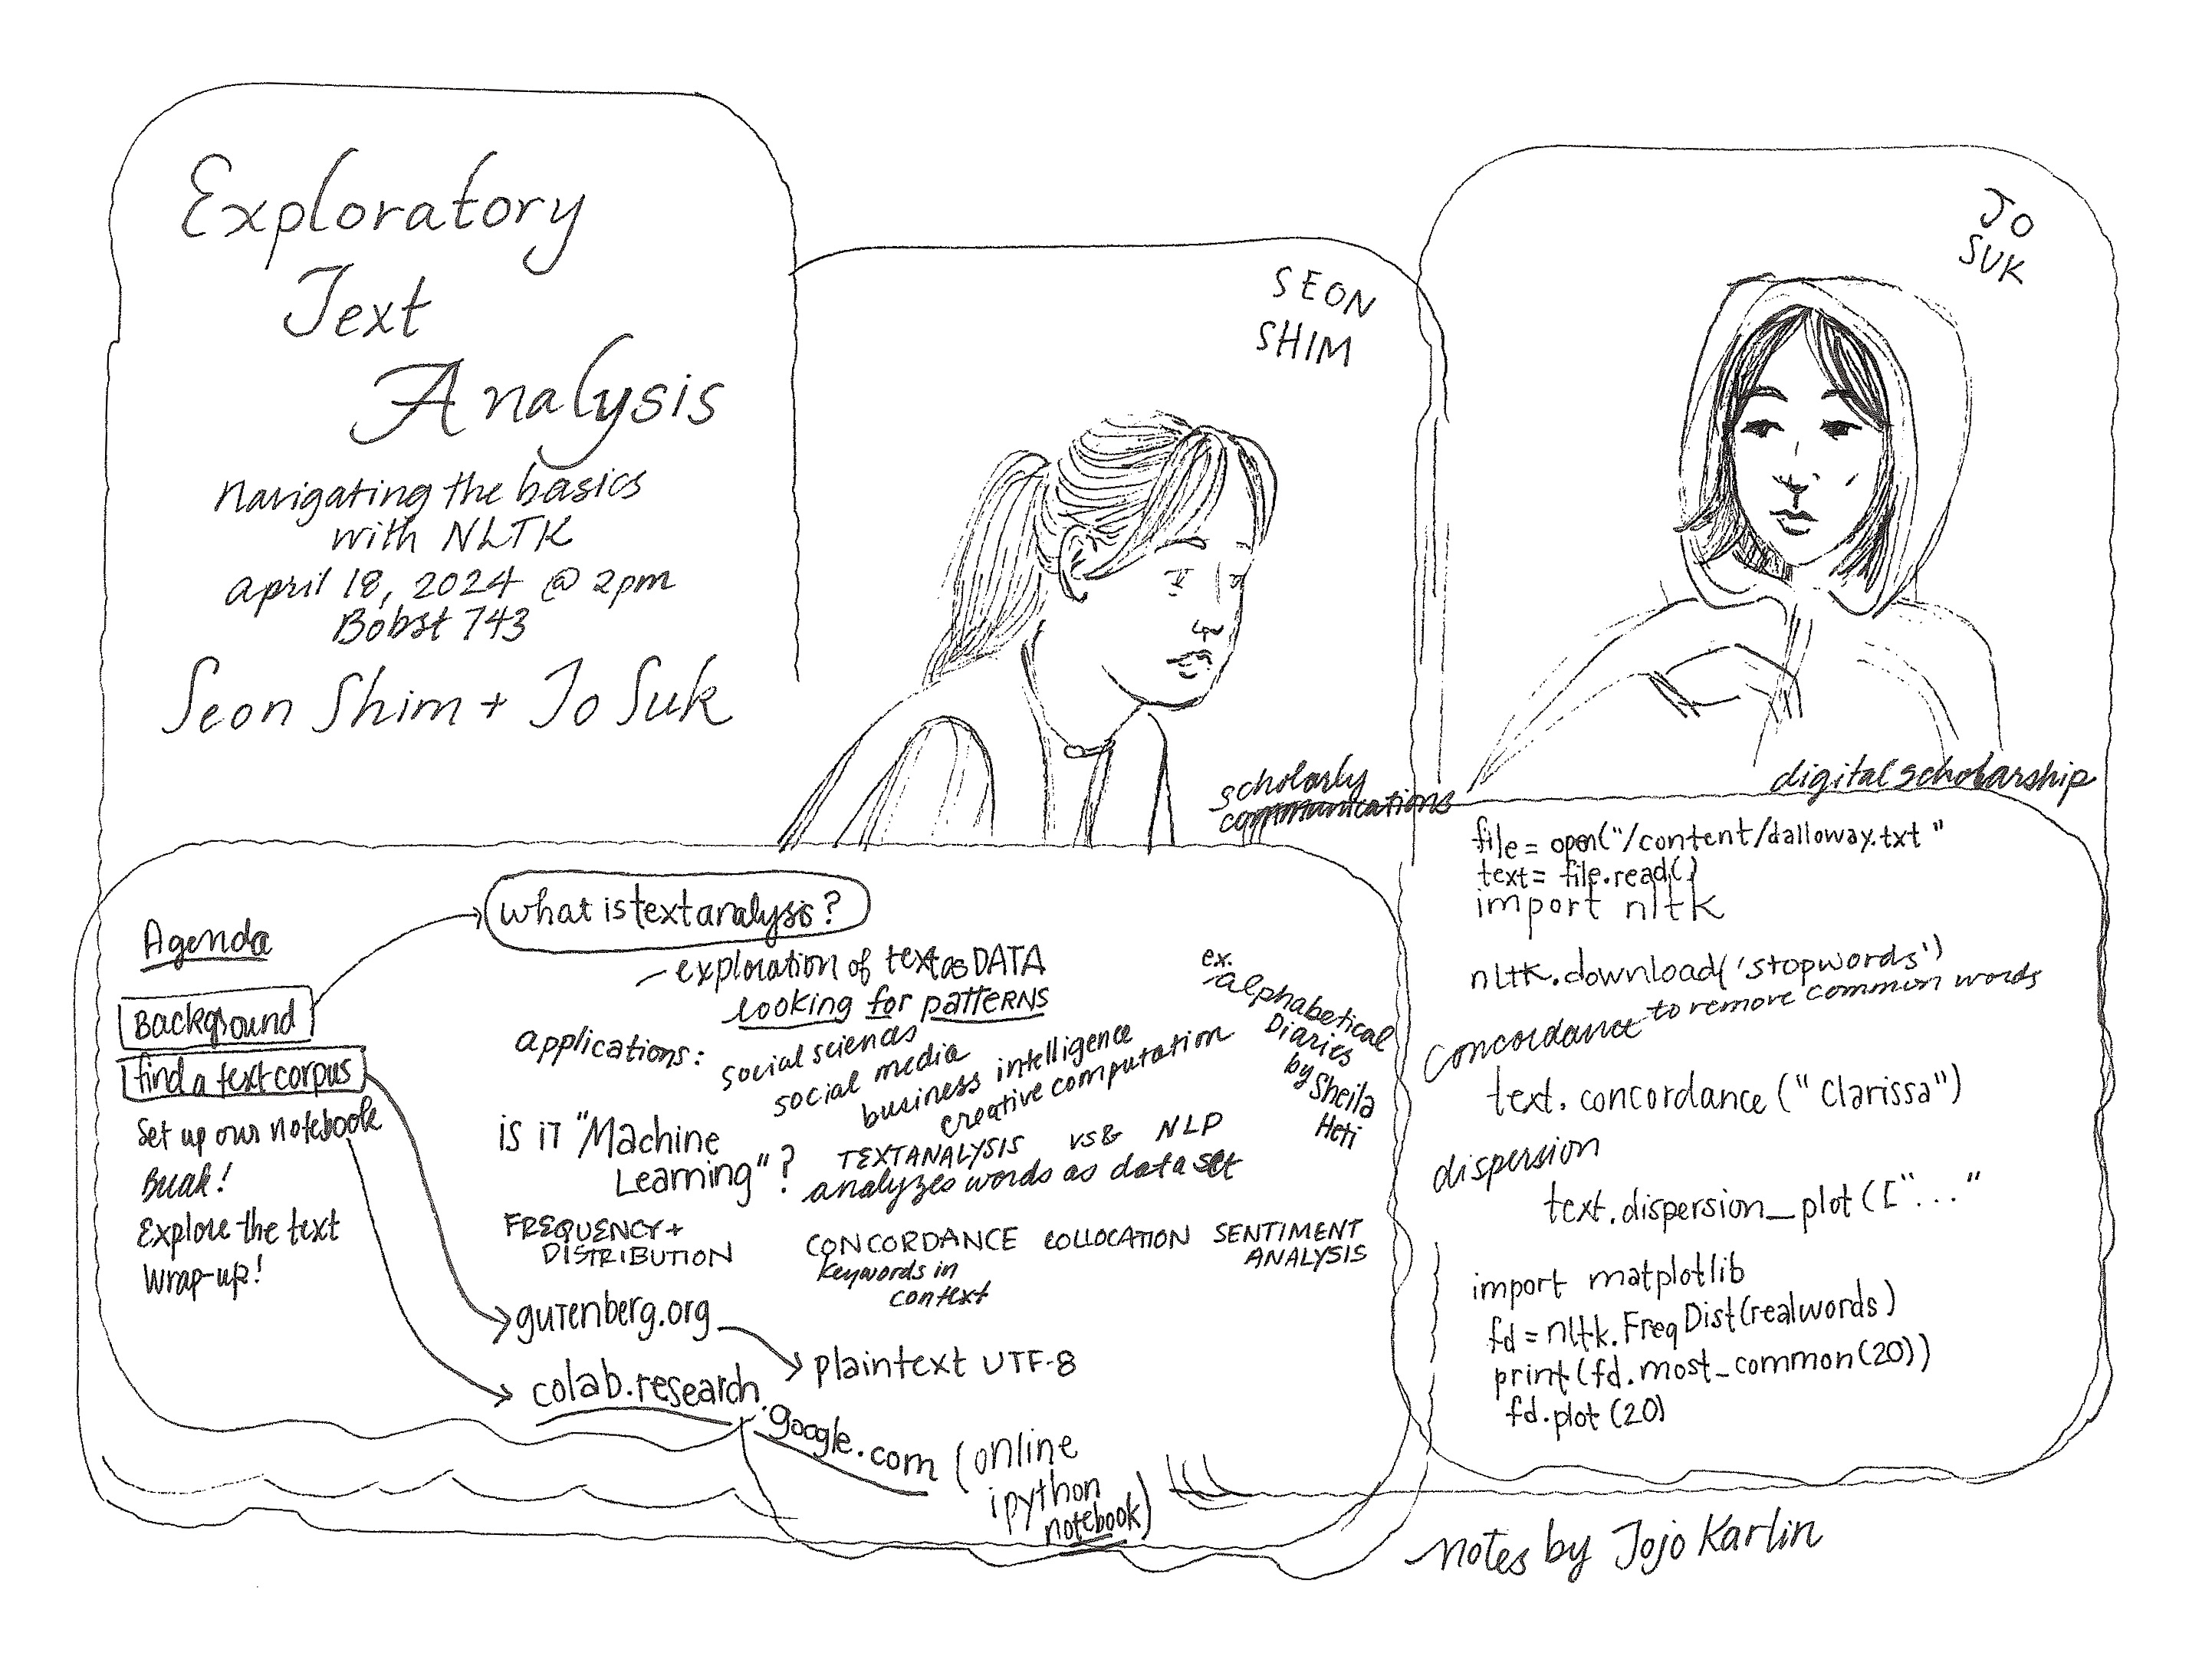 Exploratory
Text
Analysis
Navigating the basics
with NLTK
April 18, 2024 @ 2pm
Bobst 743
Seon Shim + Jo Suk
SEON
SHIM
scholarly
communications
JO
SUK
digital scholarship
Agenda
Background
find a text corpus
Set up our notebook
Break!
Explore the text
Wrap-up!
what is text analysis?
- exploration of text as DATA
looking for patterns
applications:
social sciences
social media
business intelligence
creative computation
ex.
Alphabetical
Diaries
by Sheila
Heti
is it "Machine
Learning"?
TEXT ANALYSIS vs & NLP
analyzes words as data set
FREQUENCY +
DISTRIBUTION
CONCORDANCE
keywords in
context
COLLOCATION
SENTIMENT
ANALYSIS
gutenberg.org
plaintext UTF-8
colab.research.
google.com
(online
ipython
notebook)
file = open("/content/dalloway.txt"
text = file.read()
import nltk
nltk.download('stopwords')
to remove common words
concordance
text.concordance("Clarissa")
dispersion
text.dispersion_plot(["..."
import matplotlib
fd = nltk.FreqDist(realwords)
print(fd.most_common(20))
fd.plot(20)
notes by Jojo Karlin